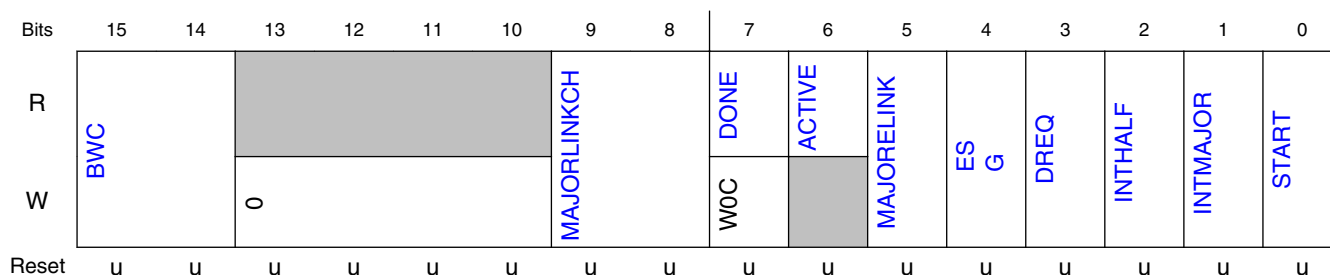 Bits 15 14 13 12 11 10 9 8 7 6 5 4 3 2 1 0
R
W
BWC
0
MAJORLINKCH
DONE
W0C
ACTIVE
MAJORELINK
ES
G
DREQ
INTHALF
INTMAJOR
START
Reset u u u u u u u u u u u u u u u u